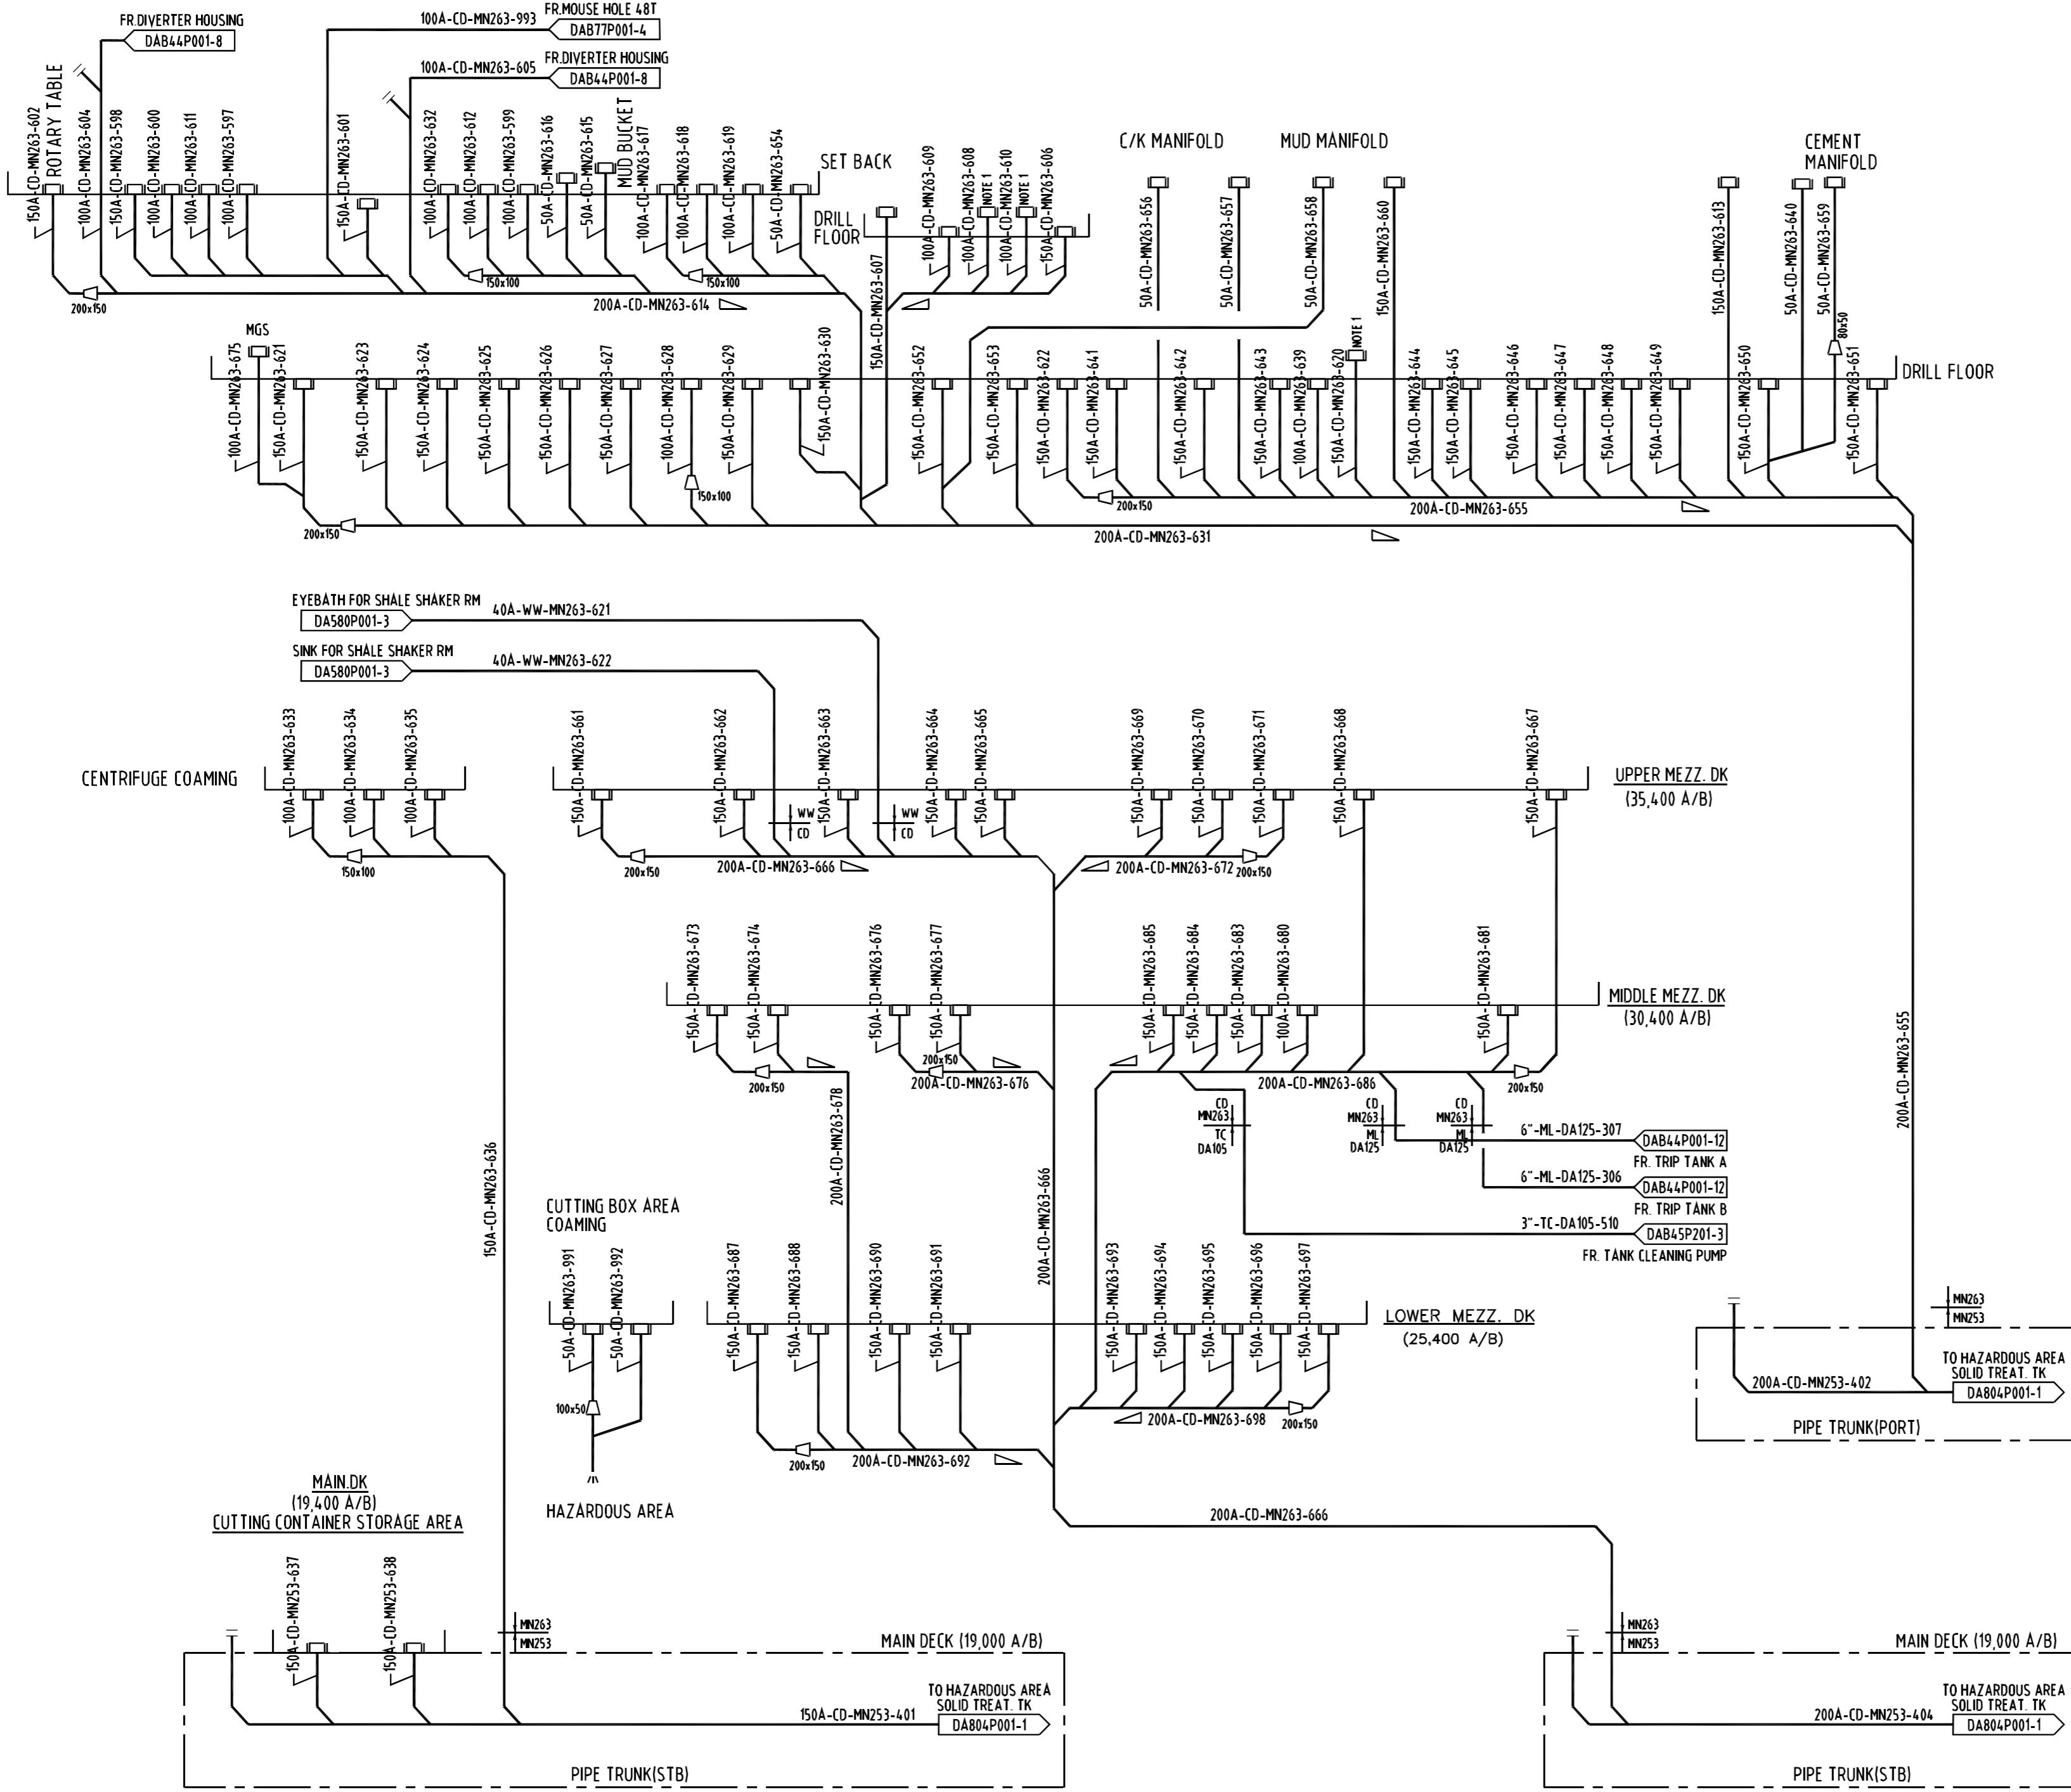 FR.DIVERTER HOUSING
DAB44P001-8
100A-CD-MN263-993
FR.MOUSE HOLE 48T
DAB77P001-4
100A-CD-MN263-605
FR.DIVERTER HOUSING
DAB44P001-8
150A-CD-MN263-602
ROTARY TABLE
100A-CD-MN263-604
150A-CD-MN263-598
100A-CD-MN263-600
100A-CD-MN263-611
100A-CD-MN263-597
150A-CD-MN263-601
100A-CD-MN263-632
100A-CD-MN263-612
100A-CD-MN263-599
50A-CD-MN263-616
50A-CD-MN263-615
MUD BUCKET
100A-CD-MN263-617
100A-CD-MN263-618
100A-CD-MN263-619
50A-CD-MN263-654
SET BACK
DRILL
FLOOR
150A-CD-MN263-607
100A-CD-MN263-609
100A-CD-MN263-608
NOTE 1
100A-CD-MN263-610
NOTE 1
150A-CD-MN263-606
C/K MANIFOLD
MUD MANIFOLD
CEMENT
MANIFOLD
50A-CD-MN263-656
50A-CD-MN263-657
50A-CD-MN263-658
150A-CD-MN263-660
150A-CD-MN263-613
50A-CD-MN263-640
50A-CD-MN263-659
80x50
200x150
150x100
150x100
200A-CD-MN263-614
MGS
100A-CD-MN263-675
150A-CD-MN263-621
150A-CD-MN263-623
150A-CD-MN263-624
150A-CD-MN263-625
150A-CD-MN263-626
150A-CD-MN263-627
100A-CD-MN263-628
150A-CD-MN263-629
150A-CD-MN263-630
150A-CD-MN263-652
150A-CD-MN263-653
150A-CD-MN263-622
150A-CD-MN263-641
150A-CD-MN263-642
150A-CD-MN263-643
100A-CD-MN263-639
150A-CD-MN263-620
NOTE 1
150A-CD-MN263-644
150A-CD-MN263-645
150A-CD-MN263-646
150A-CD-MN263-647
150A-CD-MN263-648
150A-CD-MN263-649
150A-CD-MN263-650
150A-CD-MN263-651
DRILL FLOOR
150x100
200x150
200A-CD-MN263-655
200x150
200A-CD-MN263-631
EYEBATH FOR SHALE SHAKER RM
DA580P001-3
40A-WW-MN263-621
SINK FOR SHALE SHAKER RM
DA580P001-3
40A-WW-MN263-622
CENTRIFUGE COAMING
100A-CD-MN263-633
100A-CD-MN263-634
100A-CD-MN263-635
150x100
150A-CD-MN263-661
150A-CD-MN263-662
150A-CD-MN263-663
150A-CD-MN263-664
150A-CD-MN263-665
150A-CD-MN263-669
150A-CD-MN263-670
150A-CD-MN263-671
150A-CD-MN263-668
150A-CD-MN263-667
UPPER MEZZ. DK
(35,400 A/B)
WW
CD
WW
CD
200x150
200A-CD-MN263-666
200A-CD-MN263-672
200x150
150A-CD-MN263-673
150A-CD-MN263-674
150A-CD-MN263-676
150A-CD-MN263-677
150A-CD-MN263-685
150A-CD-MN263-684
150A-CD-MN263-683
100A-CD-MN263-680
150A-CD-MN263-681
MIDDLE MEZZ. DK
(30,400 A/B)
200x150
200x150
200A-CD-MN263-676
200A-CD-MN263-686
200x150
CD
MN263
TC
DA105
CD
MN263
ML
DA125
CD
MN263
ML
DA125
6"-ML-DA125-307
DAB44P001-12
FR. TRIP TANK A
6"-ML-DA125-306
DAB44P001-12
FR. TRIP TANK B
3"-TC-DA105-510
DAB45P201-3
FR. TANK CLEANING PUMP
150A-CD-MN263-636
200A-CD-MN263-678
200A-CD-MN263-666
200A-CD-MN263-655
CUTTING BOX AREA
COAMING
50A-CD-MN263-991
50A-CD-MN263-992
100x50
HAZARDOUS AREA
150A-CD-MN263-687
150A-CD-MN263-688
150A-CD-MN263-690
150A-CD-MN263-691
150A-CD-MN263-693
150A-CD-MN263-694
150A-CD-MN263-695
150A-CD-MN263-696
150A-CD-MN263-697
LOWER MEZZ. DK
(25,400 A/B)
200A-CD-MN263-698
200x150
200x150
200A-CD-MN263-692
MN263
MN253
TO HAZARDOUS AREA
SOLID TREAT. TK
200A-CD-MN253-402
DA804P001-1
PIPE TRUNK(PORT)
MAIN.DK
(19,400 A/B)
CUTTING CONTAINER STORAGE AREA
200A-CD-MN263-666
150A-CD-MN253-637
150A-CD-MN253-638
MN263
MN253
MAIN DECK (19,000 A/B)
TO HAZARDOUS AREA
SOLID TREAT. TK
150A-CD-MN253-401
DA804P001-1
PIPE TRUNK(STB)
MN263
MN253
MAIN DECK (19,000 A/B)
TO HAZARDOUS AREA
SOLID TREAT. TK
200A-CD-MN253-404
DA804P001-1
PIPE TRUNK(STB)